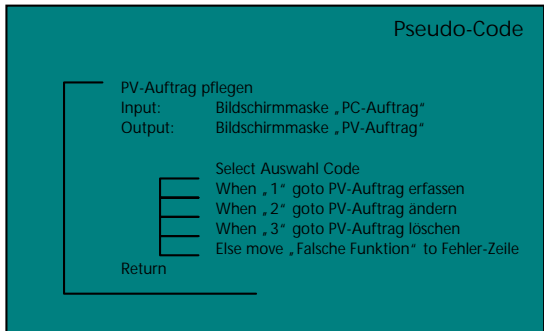 Pseudo-Code
PV-Auftrag pflegen
Input: Bildschirmmaske „PC-Auftrag“
Output: Bildschirmmaske „PV-Auftrag“
Select Auswahl Code
When „1“ goto PV-Auftrag erfassen
When „2“ goto PV-Auftrag ändern
When „3“ goto PV-Auftrag löschen
Else move „Falsche Funktion“ to Fehler-Zeile
Return